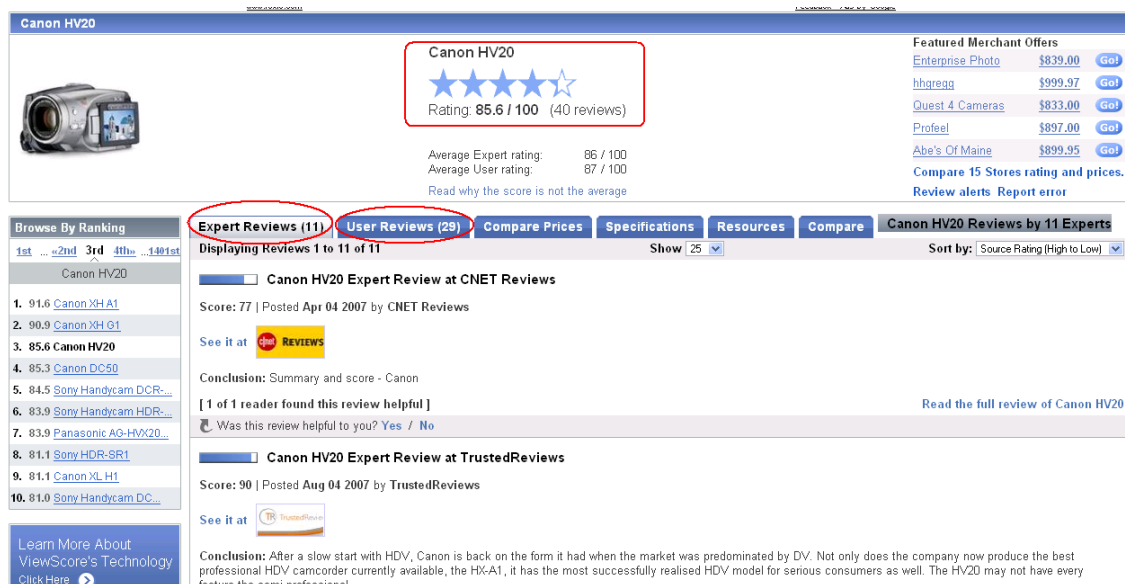 Canon HV20
Canon HV20
Rating: 85.6 / 100 (40 reviews)
Average Expert rating: 86 / 100
Average User rating: 87 / 100
Read why the score is not the average
Featured Merchant Offers
Enterprise Photo $839.00 Go!
hhgregg $999.97 Go!
Quest 4 Cameras $833.00 Go!
Profeel $897.00 Go!
Abe's Of Maine $899.95 Go!
Compare 15 Stores rating and prices.
Review alerts Report error
Browse By Ranking
1st ... «2nd 3rd 4th» ...1401st
Canon HV20
1. 91.6 Canon XH A1
2. 90.9 Canon XH G1
3. 85.6 Canon HV20
4. 85.3 Canon DC50
5. 84.5 Sony Handycam DCR-...
6. 83.9 Sony Handycam HDR-...
7. 83.9 Panasonic AG-HVX20...
8. 81.1 Sony HDR-SR1
9. 81.1 Canon XL H1
10. 81.0 Sony Handycam DC...
Learn More About
ViewScore's Technology
Click Here
Expert Reviews (11) User Reviews (29) Compare Prices Specifications Resources Compare Canon HV20 Reviews by 11 Experts
Displaying Reviews 1 to 11 of 11 Show 25 Sort by: Source Rating (High to Low)
Canon HV20 Expert Review at CNET Reviews
Score: 77 | Posted Apr 04 2007 by CNET Reviews
See it at cnet REVIEWS
Conclusion: Summary and score - Canon
[ 1 of 1 reader found this review helpful ] Read the full review of Canon HV20
Was this review helpful to you? Yes / No
Canon HV20 Expert Review at TrustedReviews
Score: 90 | Posted Aug 04 2007 by TrustedReviews
See it at TR TrustedRevie
Conclusion: After a slow start with HDV, Canon is back on the form it had when the market was predominated by DV. Not only does the company now produce the best
professional HDV camcorder currently available, the HX-A1, it has the most successfully realised HDV model for serious consumers as well. The HV20 may not have every